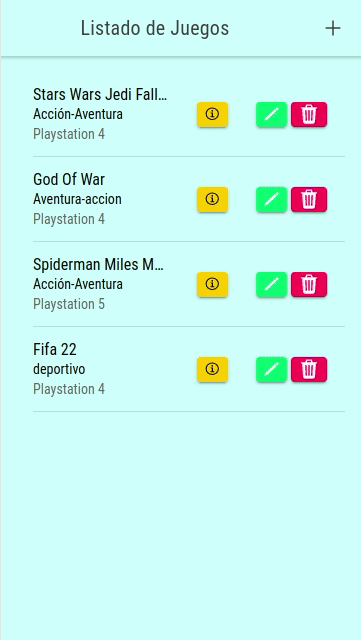 Listado de Juegos
Stars Wars Jedi Fall...
Acción-Aventura
Playstation 4
God Of War
Aventura-accion
Playstation 4
Spiderman Miles M...
Acción-Aventura
Playstation 5
Fifa 22
deportivo
Playstation 4